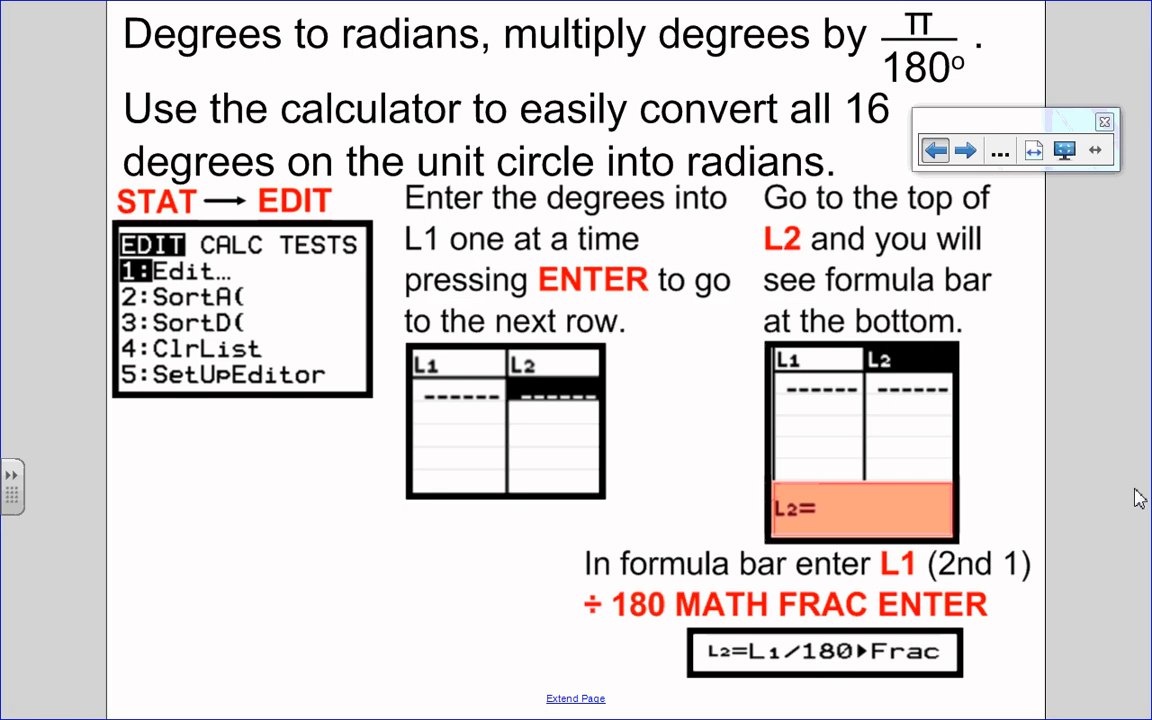 Degrees to radians, multiply degrees by π/180º .
Use the calculator to easily convert all 16
degrees on the unit circle into radians.
STAT → EDIT
EDIT CALC TESTS
1:Edit…
2:SortA(
3:SortD(
4:ClrList
5:SetUpEditor
Enter the degrees into
L1 one at a time
pressing ENTER to go
to the next row.
L1 L2
------ ------
Go to the top of
L2 and you will
see formula bar
at the bottom.
L1 L2
------ ------
L2=
In formula bar enter L1 (2nd 1)
÷ 180 MATH FRAC ENTER
L2=L1/180▸Frac
Extend Page